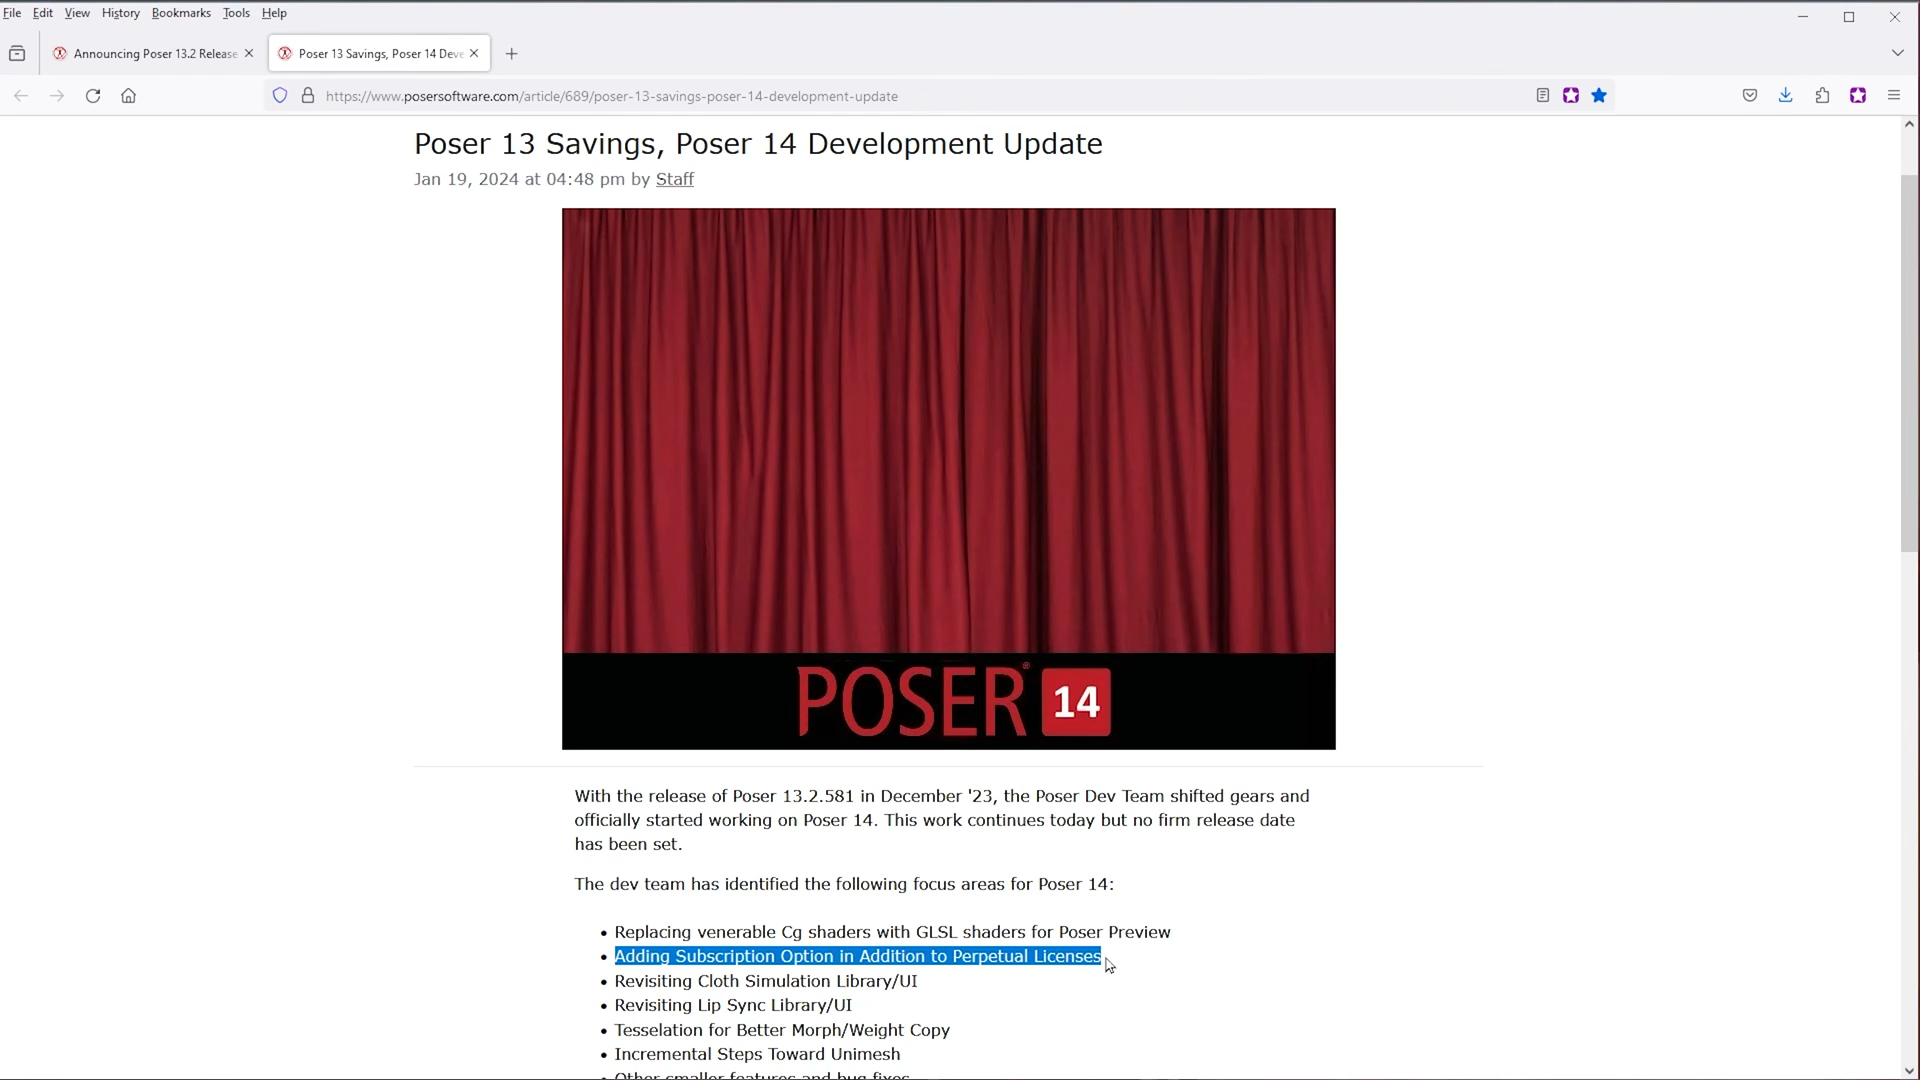 File Edit View History Bookmarks Tools Help
Announcing Poser 13.2 Release
Poser 13 Savings, Poser 14 Deve
https://www.posersoftware.com/article/689/poser-13-savings-poser-14-development-update
Poser 13 Savings, Poser 14 Development Update
Jan 19, 2024 at 04:48 pm by Staff
POSER® 14
With the release of Poser 13.2.581 in December '23, the Poser Dev Team shifted gears and
officially started working on Poser 14. This work continues today but no firm release date
has been set.
The dev team has identified the following focus areas for Poser 14:
• Replacing venerable Cg shaders with GLSL shaders for Poser Preview
• Adding Subscription Option in Addition to Perpetual Licenses
• Revisiting Cloth Simulation Library/UI
• Revisiting Lip Sync Library/UI
• Tesselation for Better Morph/Weight Copy
• Incremental Steps Toward Unimesh
• Other smaller features and bug fixes